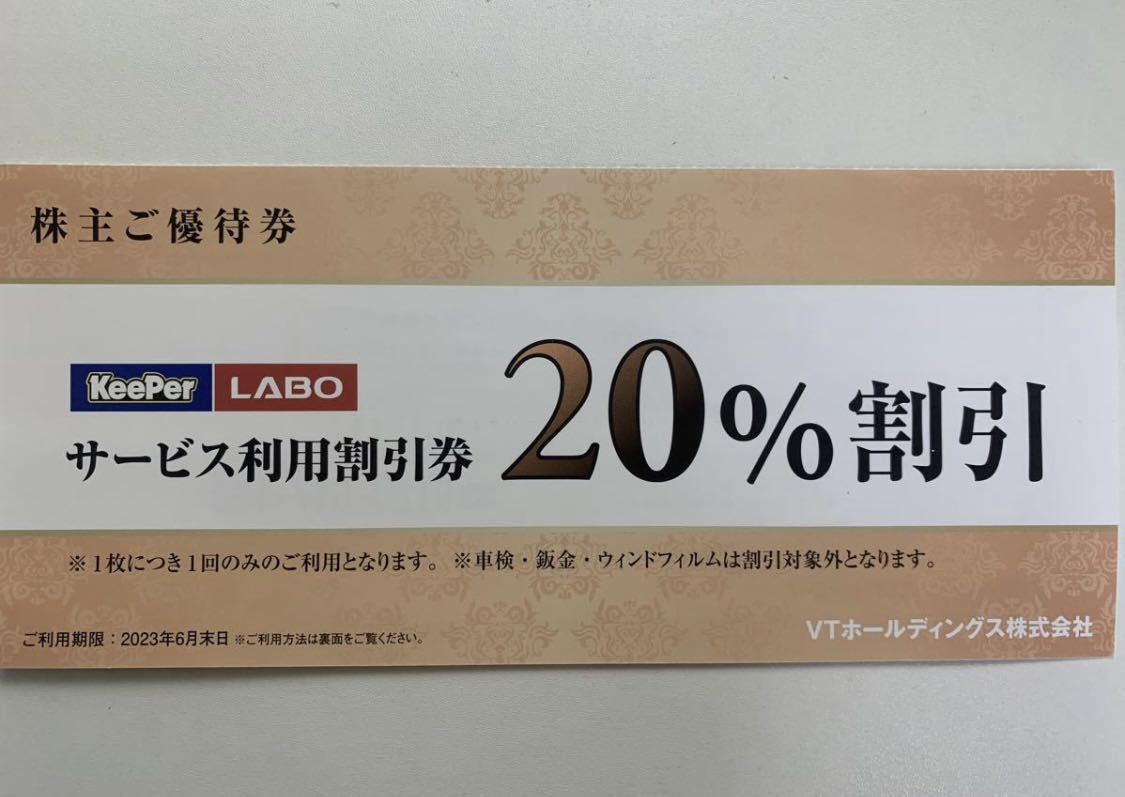 株主ご優待券
KeePer LABO
サービス利用割引券 20%割引
※1枚につき1回のみのご利用となります。 ※車検・鈑金・ウィンドフィルムは割引対象外となります。
ご利用期限：2023年6月末日 ※ご利用方法は裏面をご覧ください。
VTホールディングス株式会社